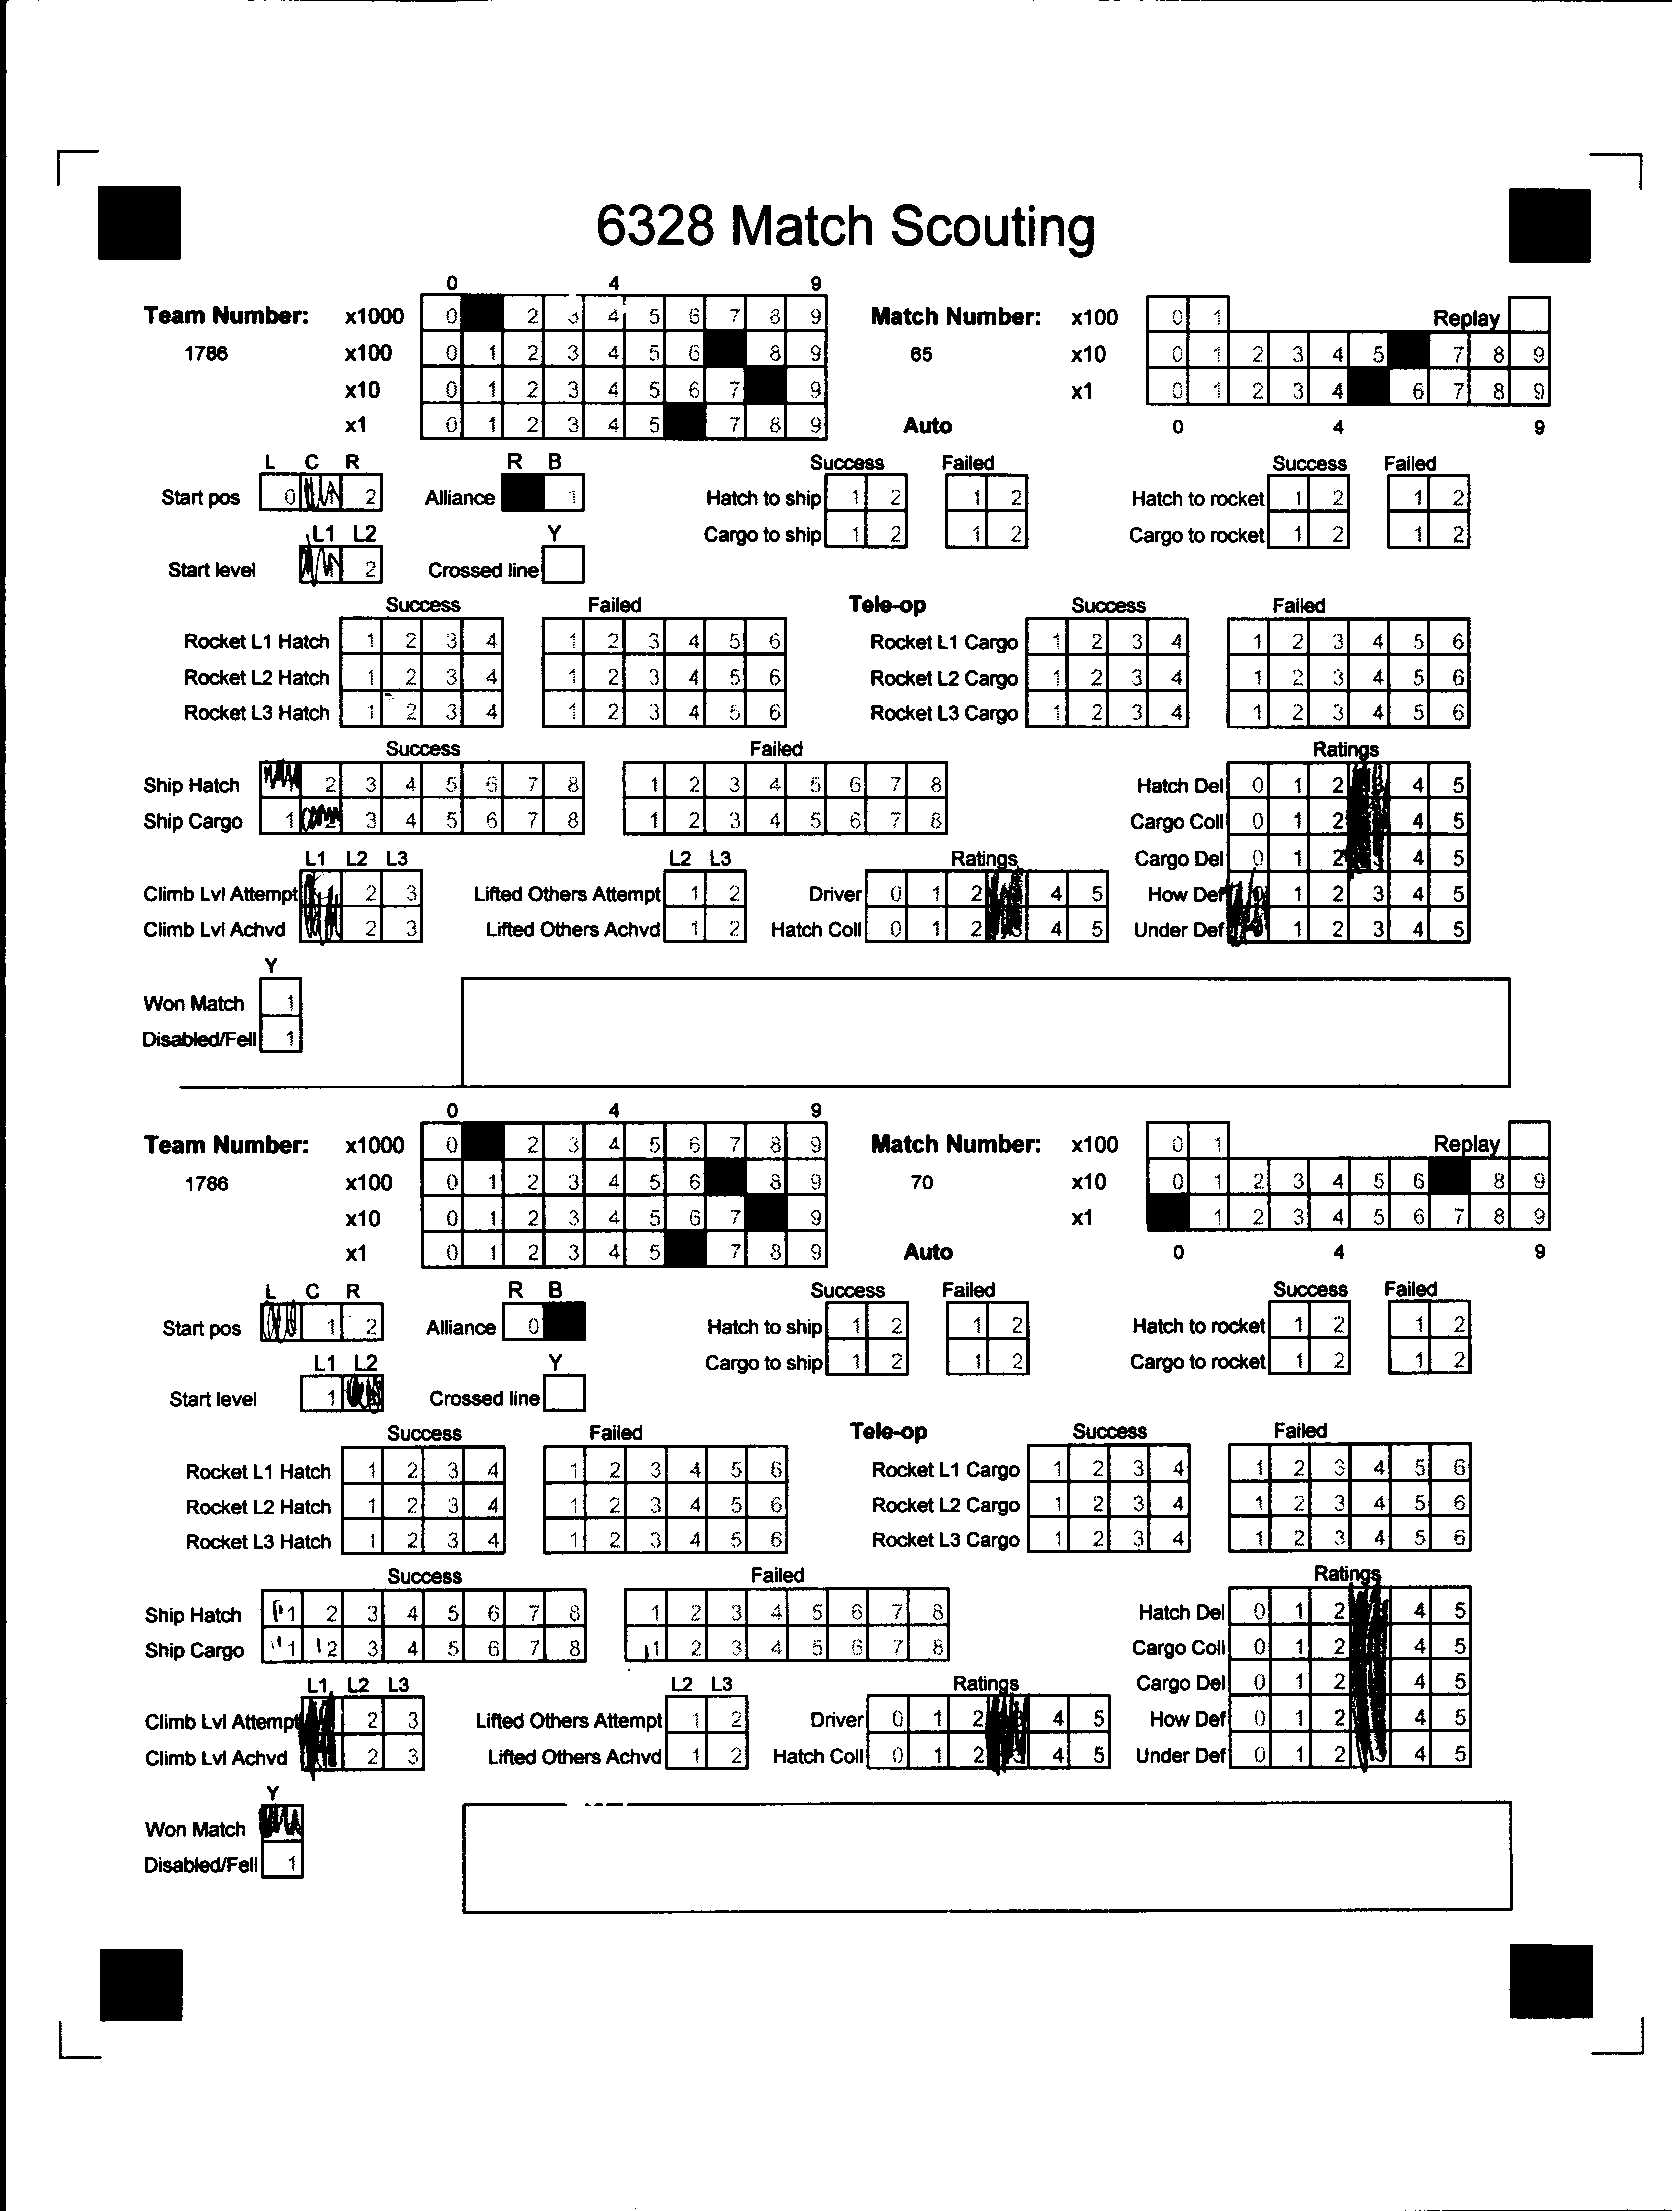 6328 Match Scouting
0 4 9
Team Number: x1000 0 2 3 4 5 6 7 8 9 Match Number: x100 0 1 Replay
1786 x100 0 1 2 3 4 5 6 8 9 65 x10 0 1 2 3 4 5 7 8 9
x10 0 1 2 3 4 5 6 7 9 x1 0 1 2 3 4 6 7 8 9
x1 0 1 2 3 4 5 7 8 9 Auto 0 4 9
L C R R B Success Failed Success Failed
Start pos 0 2 Alliance 1 Hatch to ship 1 2 1 2 Hatch to rocket 1 2 1 2
L1 L2 Y Cargo to ship 1 2 1 2 Cargo to rocket 1 2 1 2
Start level 2 Crossed line
Success Failed Tele-op Success Failed
Rocket L1 Hatch 1 2 3 4 1 2 3 4 5 6 Rocket L1 Cargo 1 2 3 4 1 2 3 4 5 6
Rocket L2 Hatch 1 2 3 4 1 2 3 4 5 6 Rocket L2 Cargo 1 2 3 4 1 2 3 4 5 6
Rocket L3 Hatch 1 2 3 4 1 2 3 4 5 6 Rocket L3 Cargo 1 2 3 4 1 2 3 4 5 6
Success Failed Ratings
Ship Hatch 2 3 4 5 6 7 8 1 2 3 4 5 6 7 8 Hatch Del 0 1 2 4 5
Ship Cargo 1 2 3 4 5 6 7 8 1 2 3 4 5 6 7 8 Cargo Coll 0 1 2 4 5
L1 L2 L3 L2 L3 Ratings Cargo Del 0 1 2 4 5
Climb Lvl Attempt 2 3 Lifted Others Attempt 1 2 Driver 0 1 2 4 5 How Def 0 1 2 3 4 5
Climb Lvl Achvd 2 3 Lifted Others Achvd 1 2 Hatch Coll 0 1 2 4 5 Under Def 1 2 3 4 5
Y
Won Match 1
Disabled/Fell 1
0 4 9
Team Number: x1000 0 2 3 4 5 6 7 8 9 Match Number: x100 0 1 Replay
1786 x100 0 1 2 3 4 5 6 8 9 70 x10 0 1 2 3 4 5 6 8 9
x10 0 1 2 3 4 5 6 7 9 x1 1 2 3 4 5 6 7 8 9
x1 0 1 2 3 4 5 7 8 9 Auto 0 4 9
L C R R B Success Failed Success Failed
Start pos 1 2 Alliance 0 Hatch to ship 1 2 1 2 Hatch to rocket 1 2 1 2
L1 L2 Y Cargo to ship 1 2 1 2 Cargo to rocket 1 2 1 2
Start level 1 Crossed line
Success Failed Tele-op Success Failed
Rocket L1 Hatch 1 2 3 4 1 2 3 4 5 6 Rocket L1 Cargo 1 2 3 4 1 2 3 4 5 6
Rocket L2 Hatch 1 2 3 4 1 2 3 4 5 6 Rocket L2 Cargo 1 2 3 4 1 2 3 4 5 6
Rocket L3 Hatch 1 2 3 4 1 2 3 4 5 6 Rocket L3 Cargo 1 2 3 4 1 2 3 4 5 6
Success Failed Ratings
Ship Hatch 1 2 3 4 5 6 7 8 1 2 3 4 5 6 7 8 Hatch Del 0 1 2 4 5
Ship Cargo 1 2 3 4 5 6 7 8 1 2 3 4 5 6 7 8 Cargo Coll 0 1 2 4 5
L1 L2 L3 L2 L3 Ratings Cargo Del 0 1 2 4 5
Climb Lvl Attempt 2 3 Lifted Others Attempt 1 2 Driver 0 1 2 4 5 How Def 0 1 2 4 5
Climb Lvl Achvd 2 3 Lifted Others Achvd 1 2 Hatch Coll 0 1 2 3 4 5 Under Def 0 1 2 4 5
Y
Won Match
Disabled/Fell 1